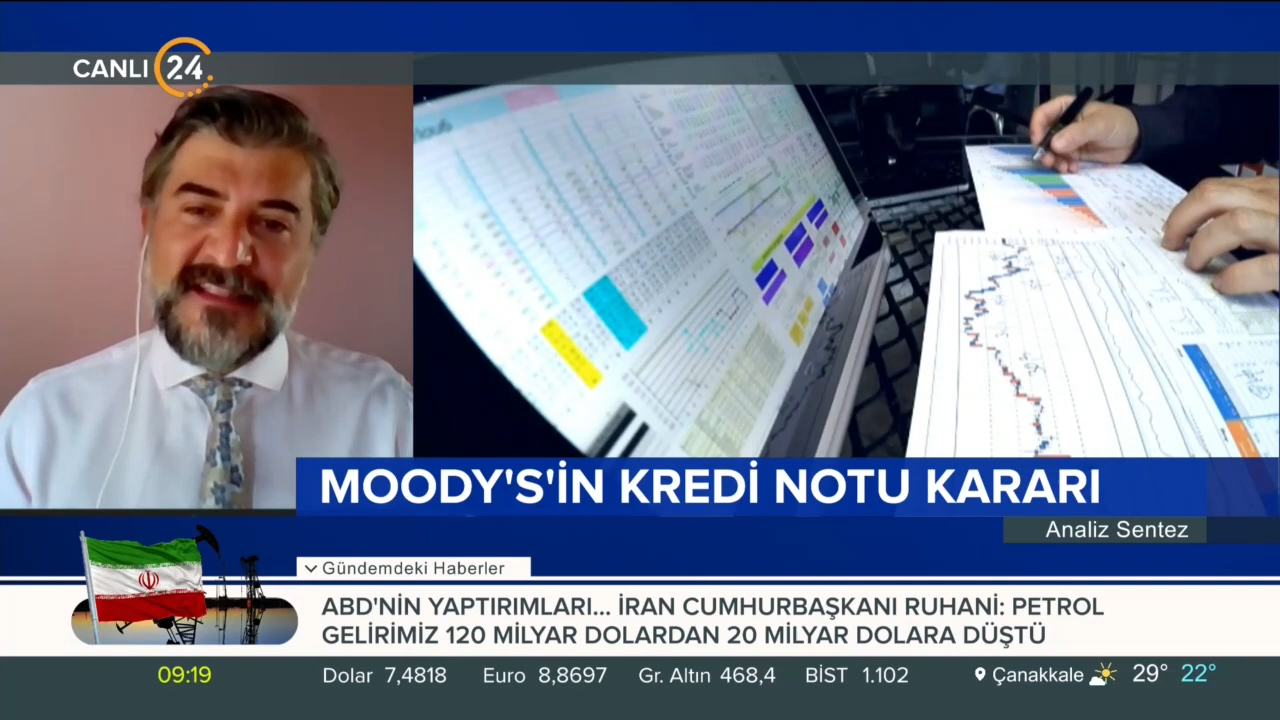 CANLI 24
MOODY'S'İN KREDİ NOTU KARARI
Analiz Sentez
Gündemdeki Haberler
ABD'NİN YAPTIRIMLARI... İRAN CUMHURBAŞKANI RUHANİ: PETROL
GELİRİMİZ 120 MİLYAR DOLARDAN 20 MİLYAR DOLARA DÜŞTÜ
09:19 Dolar 7,4818 Euro 8,8697 Gr. Altın 468,4 BİST 1.102 Çanakkale 29° 22°